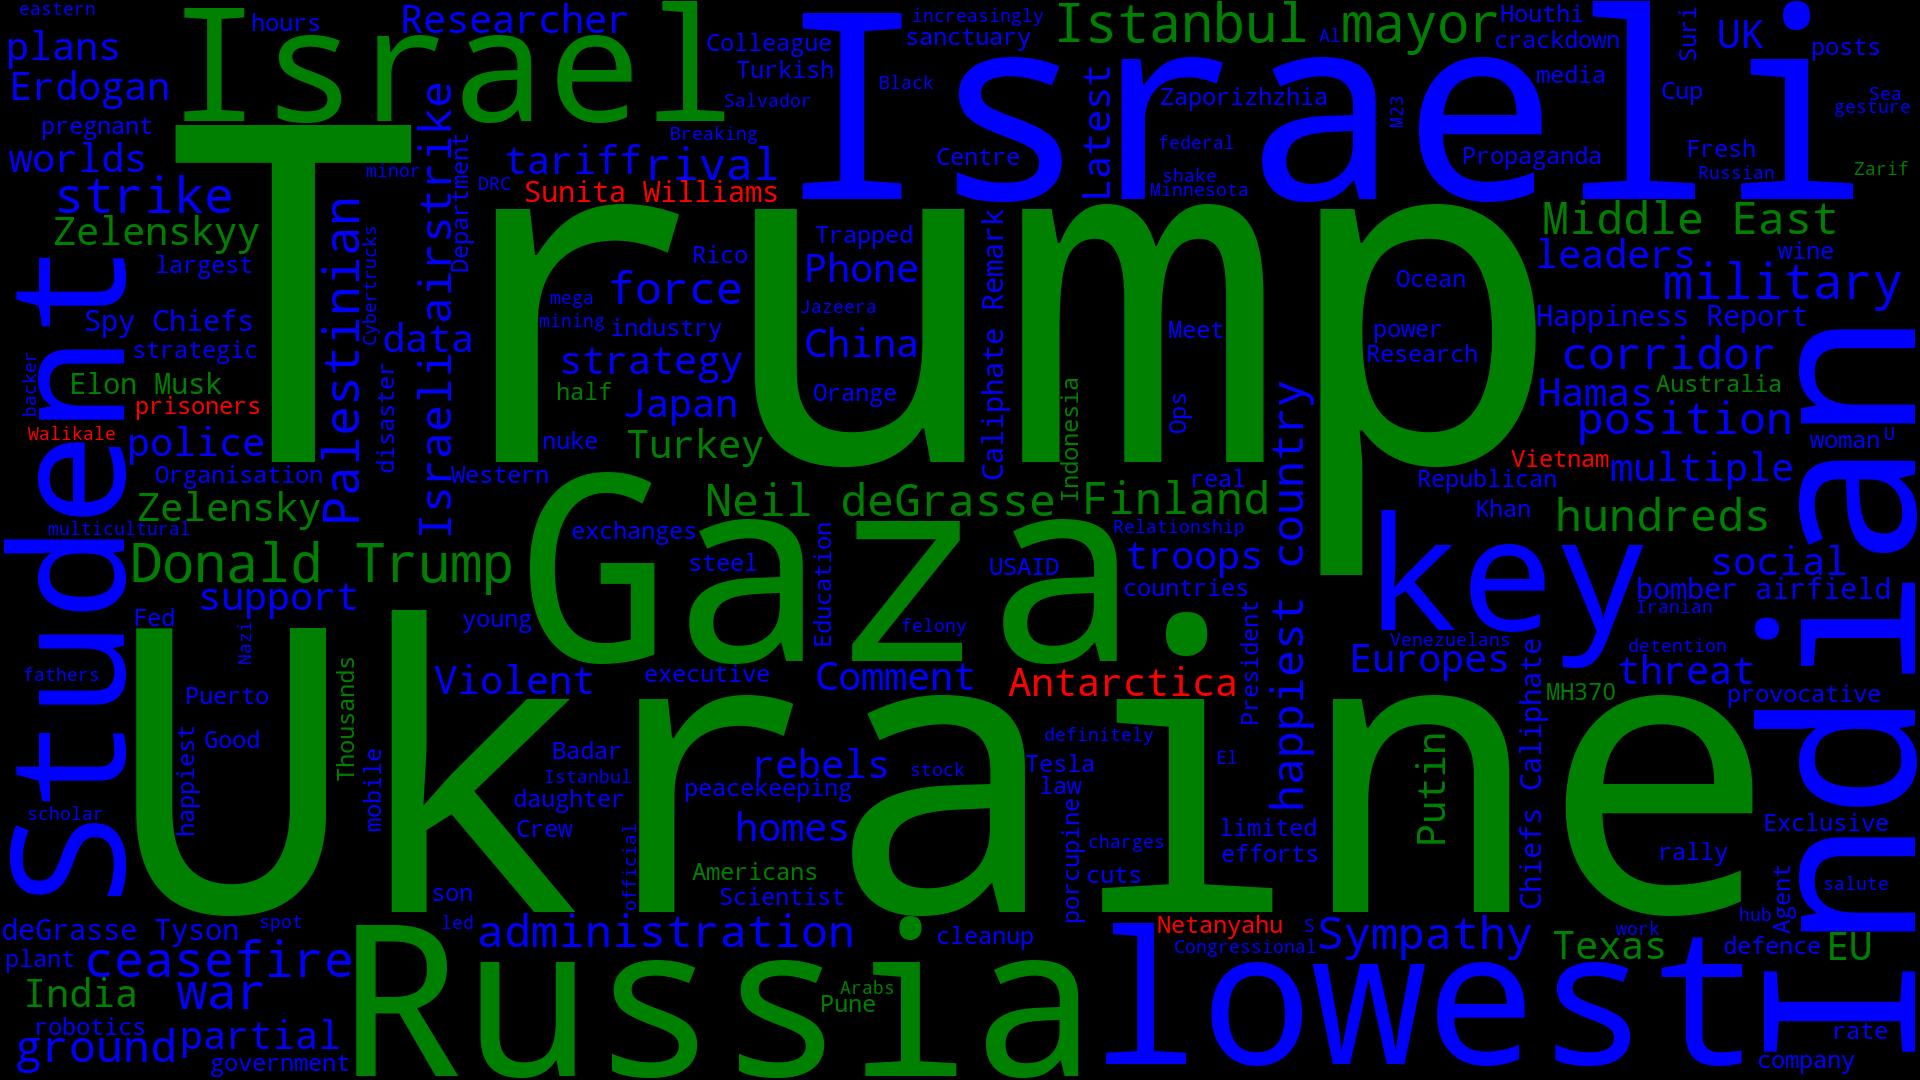 eastern
hours
Researcher
increasingly
Istanbul
Al
mayor
Houthi
Suri
UK
plans
Israel
Colleague
sanctuary
Israeli
crackdown
posts
Erdogan
Turkish
Black
Latest
Zaporizhzhia
media
Cup
Sea
gesture
Salvador
M23
pregnant
Breaking
federal
worlds
minor
Department
tariff
rival
Centre
Propaganda
Fresh
Russian
Zarif
strike
DRC
Sunita Williams
shake
Minnesota
Trump
Zelenskyy
Palestinian
Israeli airstrike
Cybertrucks
Trapped
Caliphate Remark
Middle East
largest
Rico
Phone
Ocean
leaders
wine
Student
force
military
mega
Jazeera
Spy Chiefs
mining
industry
Meet
power
Happiness Report
strategic
data
China
Research
corridor
strategy
backer
Elon Musk
disaster
half
Orange
Indonesia
Ops
Hamas
Australia
prisoners
Japan
happiest country
position
Indian
Walikale
police
nuke
Turkey
woman
U
Vietnam
Organisation
Western
real
Republican
multiple
Zelensky
Gaza
Neil deGrasse
Finland
Khan
hundreds
multicultural
exchanges
Relationship
key
Donald Trump
steel
Education
USAID
troops
social
support
countries
bomber airfield
Iranian
Fed
Nazi
young
felony
President
Venezuelans
detention
fathers
Violent
executive
Comment
Antarctica
Europes
Chiefs Caliphate
threat
Ukraine
Puerto
Thousands
MH370
provocative
happiest
Good
mobile
Badar
definitely
Putin
Istanbul
rebels
stock
Tesla
El
daughter
peacekeeping
law
scholar
Crew
homes
porcupine
limited
Exclusive
official
charges
efforts
rally
Americans
son
Scientist
cuts
Agent
salute
deGrasse Tyson
spot
led
administration
cleanup
Netanyahu
S
Sympathy
work
hub
plant
ceasefire
Russia
Congressional
Texas
defence
EU
India
war
Arabs
Pune
lowest
robotics
partial
rate
ground
government
company